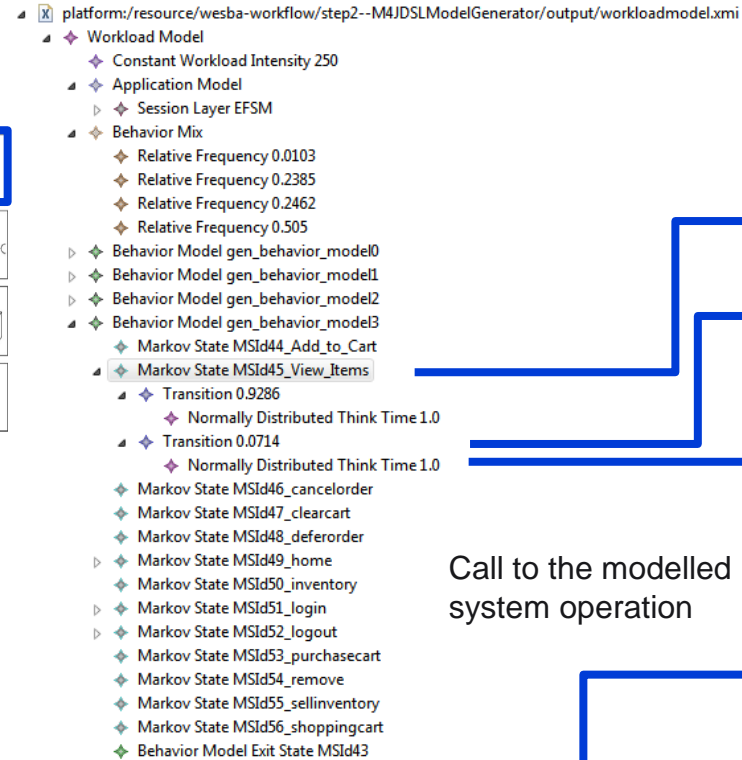 platform:/resource/wesba-workflow/step2--M4JDSLModelGenerator/output/workloadmodel.xmi
Workload Model
Constant Workload Intensity 250
Application Model
Session Layer EFSM
Behavior Mix
Relative Frequency 0.0103
Relative Frequency 0.2385
Relative Frequency 0.2462
Relative Frequency 0.505
Behavior Model gen_behavior_model0
Behavior Model gen_behavior_model1
Behavior Model gen_behavior_model2
Behavior Model gen_behavior_model3
Markov State MSId44_Add_to_Cart
Markov State MSId45_View_Items
Transition 0.9286
Normally Distributed Think Time 1.0
Transition 0.0714
Normally Distributed Think Time 1.0
Markov State MSId46_cancelorder
Markov State MSId47_clearcart
Markov State MSId48_deferorder
Markov State MSId49_home
Markov State MSId50_inventory
Markov State MSId51_login
Markov State MSId52_logout
Markov State MSId53_purchasecart
Markov State MSId54_remove
Markov State MSId55_sellinventory
Markov State MSId56_shoppingcart
Behavior Model Exit State MSId43
Call to the modelled
system operation